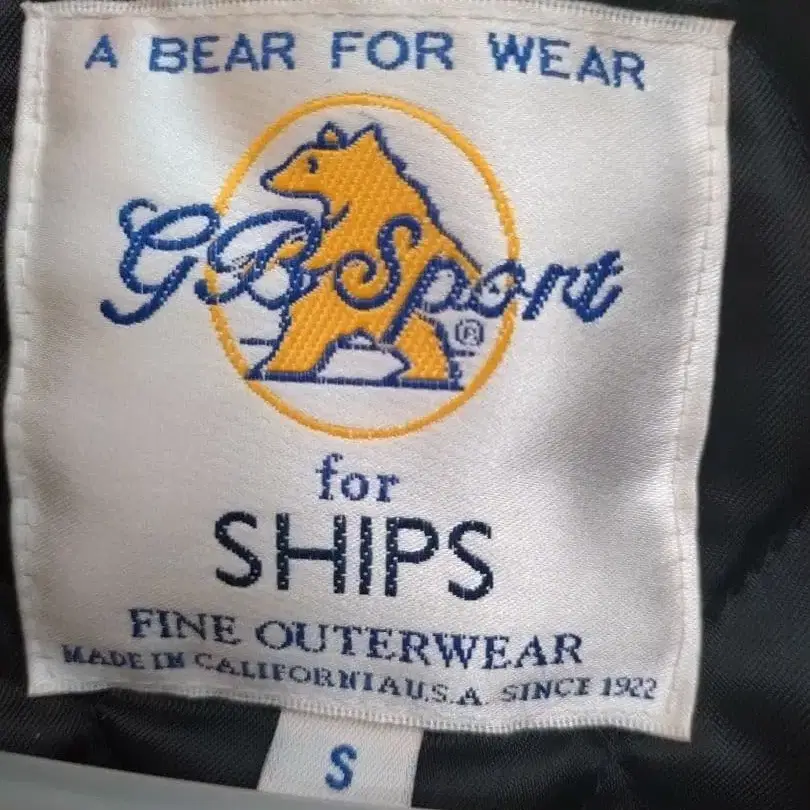 A BEAR FOR WEAR
GB Sport
®
for
SHIPS
FINE OUTERWEAR
MADE IN CALIFORNIA U.S.A. SINCE 1922
S